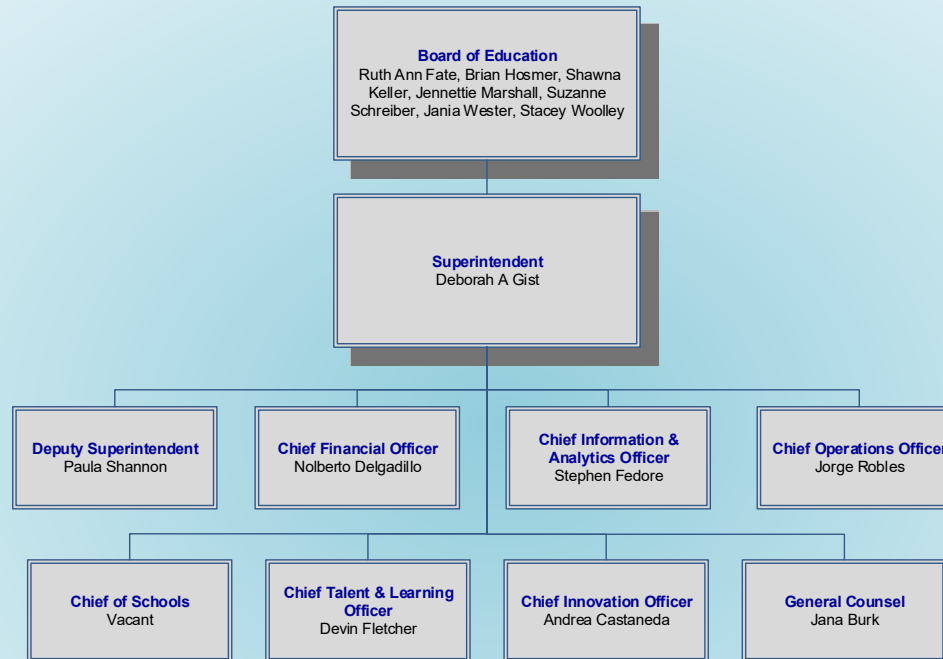 Board of Education
Ruth Ann Fate, Brian Hosmer, Shawna
Keller, Jennettie Marshall, Suzanne
Schreiber, Jania Wester, Stacey Woolley
Superintendent
Deborah A Gist
Deputy Superintendent
Paula Shannon
Chief Financial Officer
Nolberto Delgadillo
Chief Information &
Analytics Officer
Stephen Fedore
Chief Operations Officer
Jorge Robles
Chief of Schools
Vacant
Chief Talent & Learning
Officer
Devin Fletcher
Chief Innovation Officer
Andrea Castaneda
General Counsel
Jana Burk